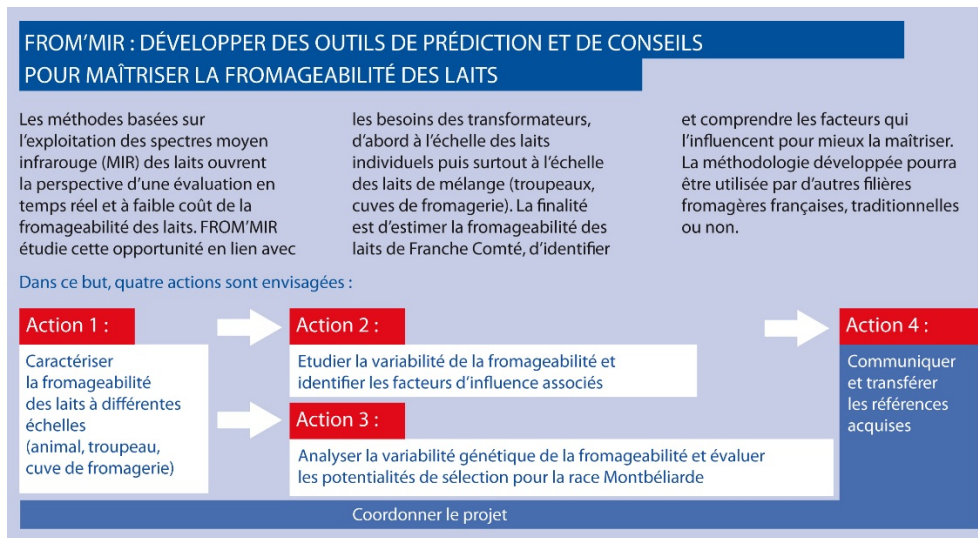 FROM’MIR : DÉVELOPPER DES OUTILS DE PRÉDICTION ET DE CONSEILS
POUR MAÎTRISER LA FROMAGEABILITÉ DES LAITS
Les méthodes basées sur
l’exploitation des spectres moyen
infrarouge (MIR) des laits ouvrent
la perspective d’une évaluation en
temps réel et à faible coût de la
fromageabilité des laits. FROM’MIR
étudie cette opportunité en lien avec
les besoins des transformateurs,
d’abord à l’échelle des laits
individuels puis surtout à l’échelle
des laits de mélange (troupeaux,
cuves de fromagerie). La finalité
est d’estimer la fromageabilité des
laits de Franche Comté, d’identifier
et comprendre les facteurs qui
l’influencent pour mieux la maîtriser.
La méthodologie développée pourra
être utilisée par d’autres filières
fromagères françaises, traditionnelles
ou non.
Dans ce but, quatre actions sont envisagées :
Action 1 :
Caractériser
la fromageabilité
des laits à différentes
échelles
(animal, troupeau,
cuve de fromagerie)
Action 2 :
Etudier la variabilité de la fromageabilité et
identifier les facteurs d’influence associés
Action 3 :
Analyser la variabilité génétique de la fromageabilité et évaluer
les potentialités de sélection pour la race Montbéliarde
Action 4 :
Communiquer
et transférer
les références
acquises
Coordonner le projet